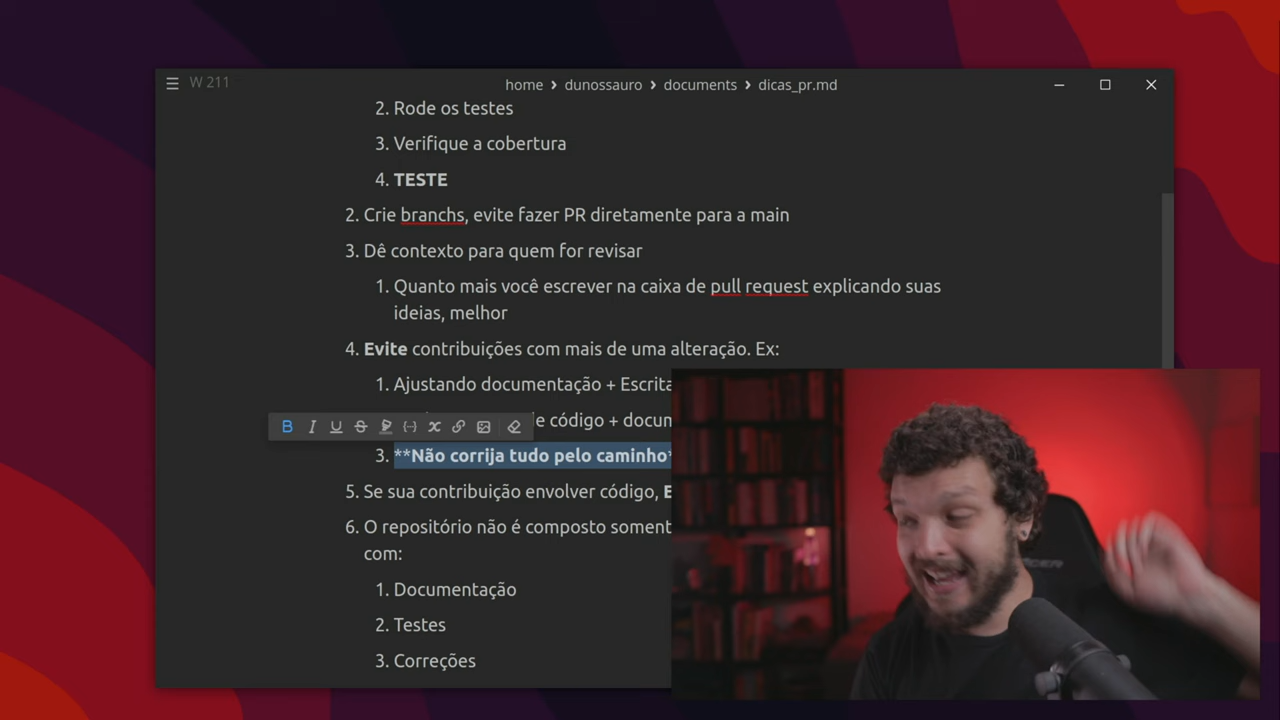 W 211
home › dunossauro › documents › dicas_pr.md
2. Rode os testes
3. Verifique a cobertura
4. TESTE
2. Crie branchs, evite fazer PR diretamente para a main
3. Dê contexto para quem for revisar
1. Quanto mais você escrever na caixa de pull request explicando suas
ideias, melhor
4. Evite contribuições com mais de uma alteração. Ex:
1. Ajustando documentação + Escrita
código + docum
3. **Não corrija tudo pelo caminho*
5. Se sua contribuição envolver código,
6. O repositório não é composto soment
com:
1. Documentação
2. Testes
3. Correções